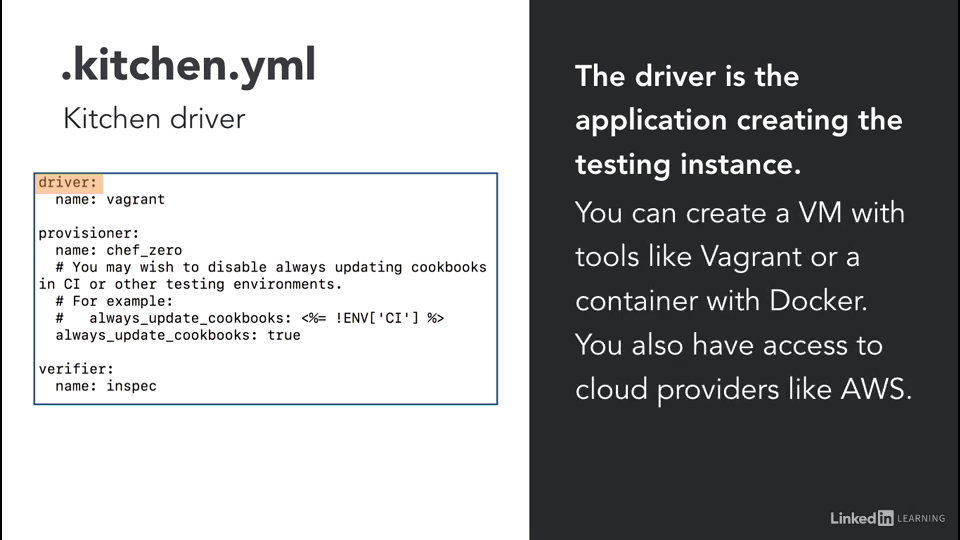 .kitchen.yml
Kitchen driver
driver:
  name: vagrant
provisioner:
  name: chef_zero
  # You may wish to disable always updating cookbooks
in CI or other testing environments.
  # For example:
  #   always_update_cookbooks: <%= !ENV['CI'] %>
  always_update_cookbooks: true
verifier:
  name: inspec
The driver is the
application creating the
testing instance.
You can create a VM with
tools like Vagrant or a
container with Docker.
You also have access to
cloud providers like AWS.
Linked in LEARNING